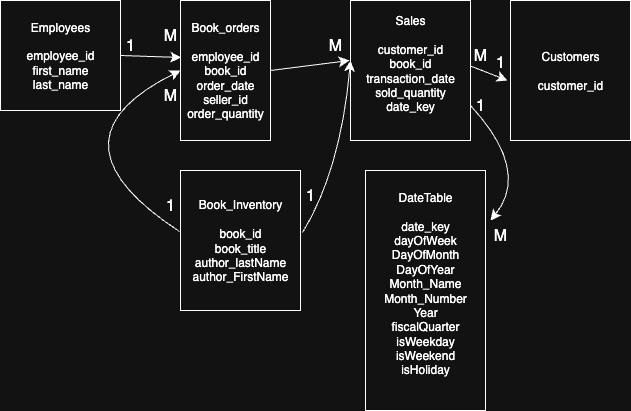 Employees
employee_id
first_name
last_name
1
M
Book_orders
employee_id
book_id
order_date
seller_id
order_quantity
M
M
Sales
customer_id
book_id
transaction_date
sold_quantity
date_key
M
1
1
Customers
customer_id
1
Book_Inventory
book_id
book_title
author_lastName
author_FirstName
1
DateTable
date_key
dayOfWeek
DayOfMonth
DayOfYear
Month_Name
Month_Number
Year
fiscalQuarter
isWeekday
isWeekend
isHoliday
M